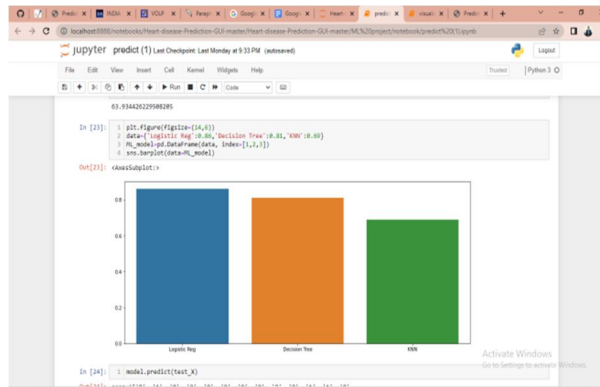 INDIA
localhost:8888/notebooks/Heart-disease-Prediction-GUI-master/Heart-disease-Prediction-GUI-master/ML%20project/notebook/predict%20(1).ipynb
jupyter predict (1) Last Checkpoint: Last Monday at 9:33 PM (autosaved)
Logout
File Edit View Insert Cell Kernel Widgets Help
Trusted Python 3
Run Code
63.934426229508205
In [23]: 1 plt.figure(figsize=(14,6))
2 data={'Logistic Reg':0.86,'Decision Tree':0.81,'KNN':0.69}
3 ML_model=pd.DataFrame(data, index=[1,2,3])
4 sns.barplot(data=ML_model)
Out[23]: <AxesSubplot:>
0.8
0.6
0.4
0.2
0.0
Logistic Reg Decision Tree KNN
Activate Windows
Go to Settings to activate Windows.
In [24]: 1 model.predict(test_X)